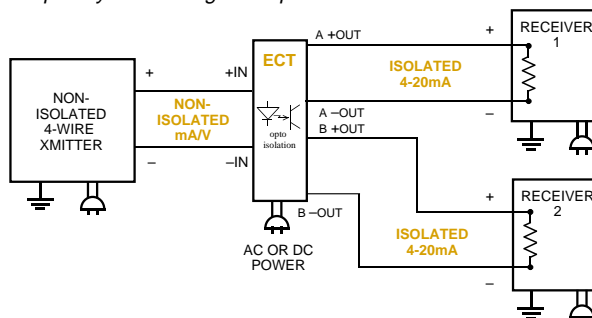 A +OUT
+
RECEIVER
1
ECT
+IN
+
ISOLATED
4-20mA
NON-
ISOLATED
4-WIRE
XMITTER
NON-
ISOLATED
mA/V
opto
isolation
A –OUT
–
B +OUT
–
–IN
RECEIVER
2
+
B –OUT
ISOLATED
4-20mA
AC OR DC
POWER
–